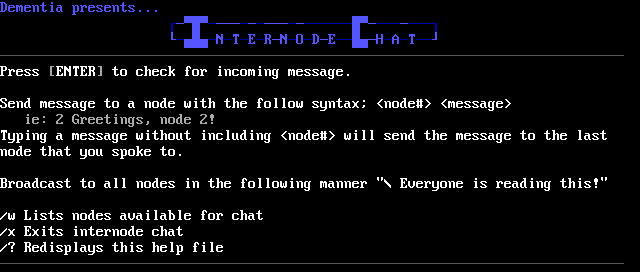 Dementia presents...
INTERNODE CHAT
Press [ENTER] to check for incoming message.
Send message to a node with the follow syntax; <node#> <message>
ie: 2 Greetings, node 2!
Typing a message without including <node#> will send the message to the last
node that you spoke to.
Broadcast to all nodes in the following manner "\ Everyone is reading this!"
/w Lists nodes available for chat
/x Exits internode chat
/? Redisplays this help file